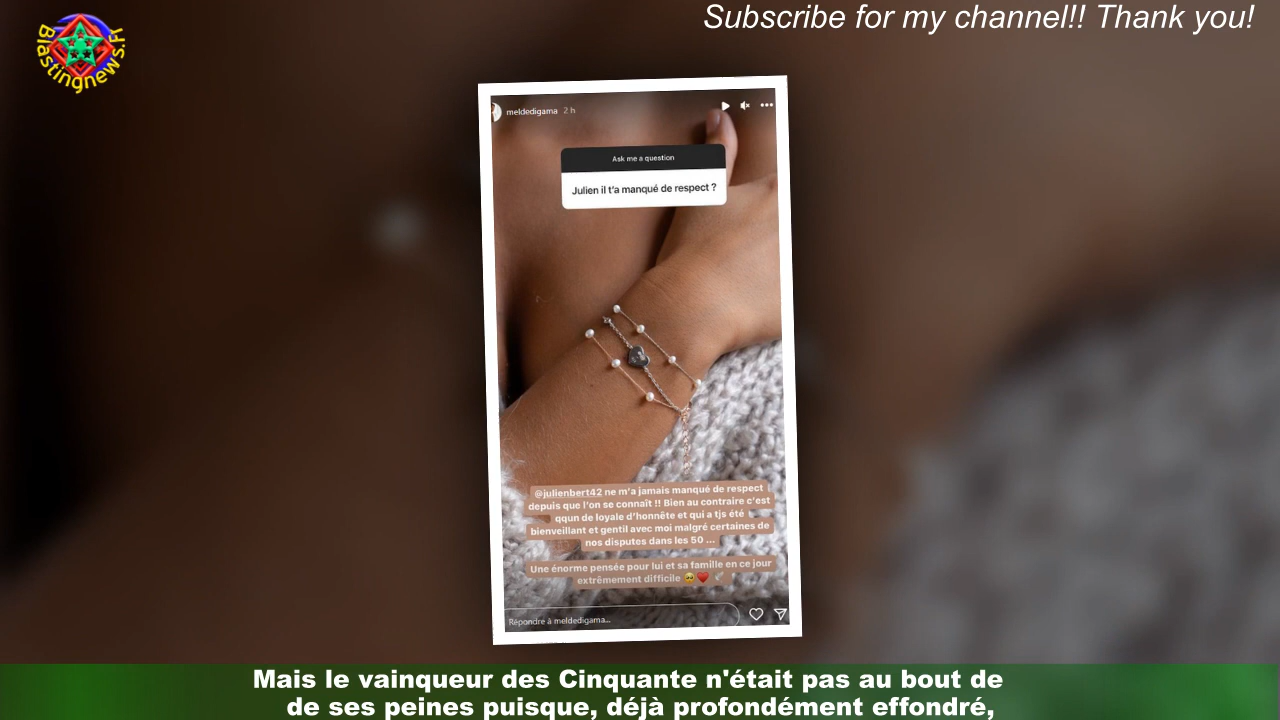 Subscribe for my channel!! Thank you!
Blastingnews.Fr
meldedigama 2 h
Ask me a question
Julien il t'a manqué de respect ?
@julienbert42 ne m'a jamais manqué de respect
depuis que l'on se connaît !! Bien au contraire c'est
qqun de loyale d'honnête et qui a tjs été
bienveillant et gentil avec moi malgré certaines de
nos disputes dans les 50 ...
Une énorme pensée pour lui et sa famille en ce jour
extrêmement difficile 🥺❤️🕊️
Répondre à meldedigama...
Mais le vainqueur des Cinquante n'était pas au bout de
de ses peines puisque, déjà profondément effondré,